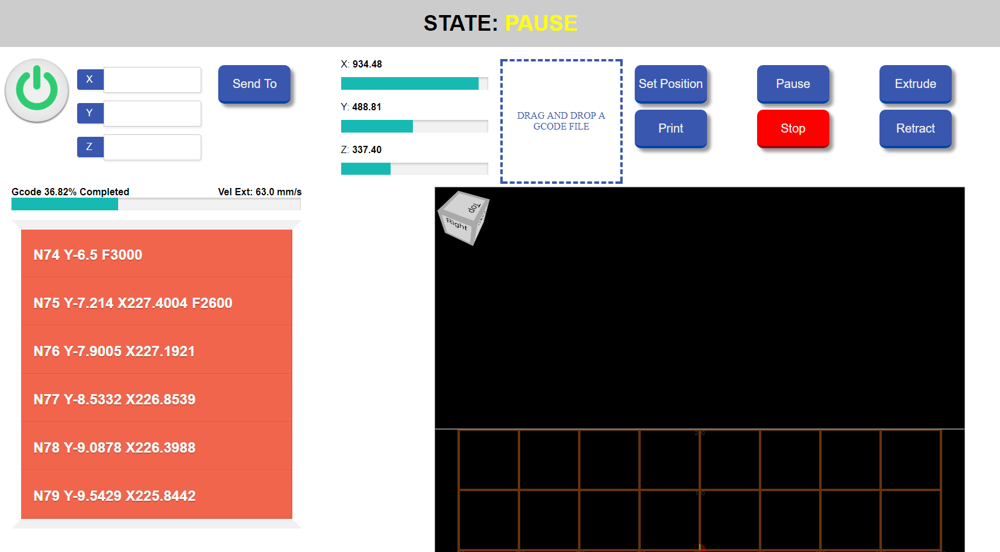 STATE: PAUSE
X
Y
Z
Send To
X: 934.48
Y: 488.81
Z: 337.40
DRAG AND DROP A
GCODE FILE
Set Position
Pause
Extrude
Print
Stop
Retract
Gcode 36.82% Completed
Vel Ext: 63.0 mm/s
N74 Y-6.5 F3000
N75 Y-7.214 X227.4004 F2600
N76 Y-7.9005 X227.1921
N77 Y-8.5332 X226.8539
N78 Y-9.0878 X226.3988
N79 Y-9.5429 X225.8442
Top
Right
200
100